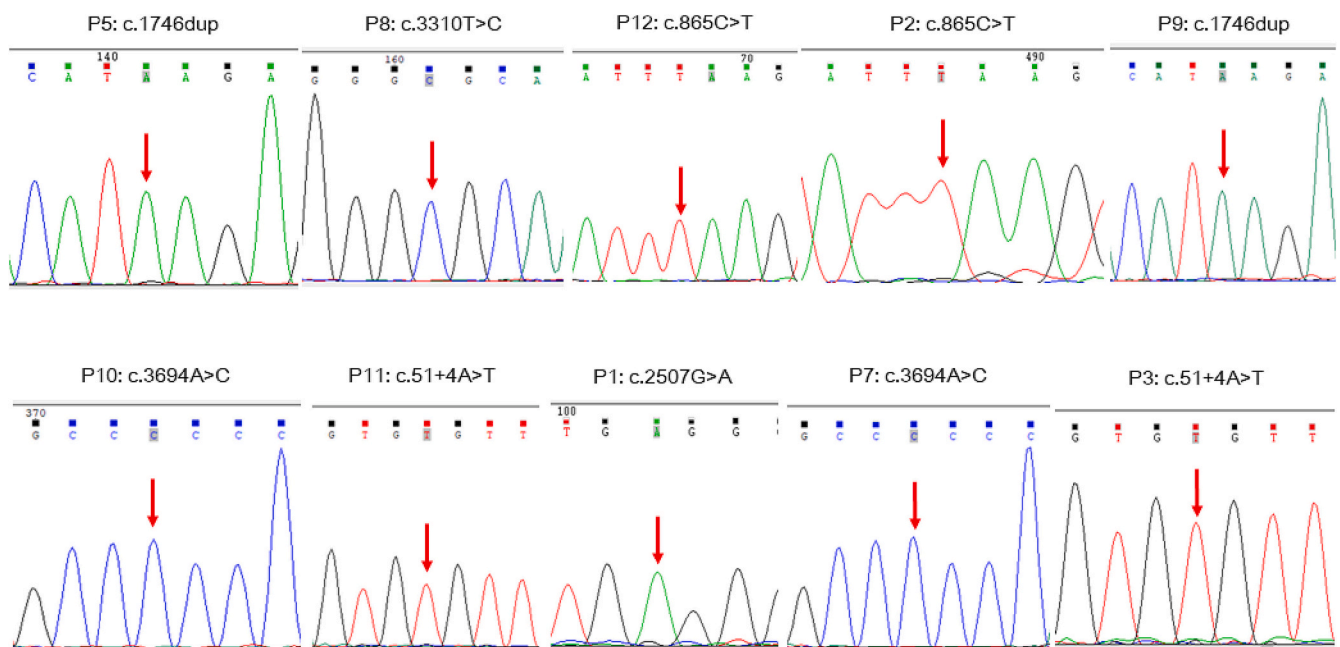 P5: c.1746dup
140
C A T A A G A
P8: c.3310T>C
160
G G G C G C A
P12: c.865C>T
70
A T T T A A G
P2: c.865C>T
490
A T T T A A G
P9: c.1746dup
C A T A A G A
P10: c.3694A>C
370
G C C C C C C
P11: c.51+4A>T
G T G T G T T
P1: c.2507G>A
100
T G A G G
P7: c.3694A>C
G C C C C C C
P3: c.51+4A>T
G T G T G T T